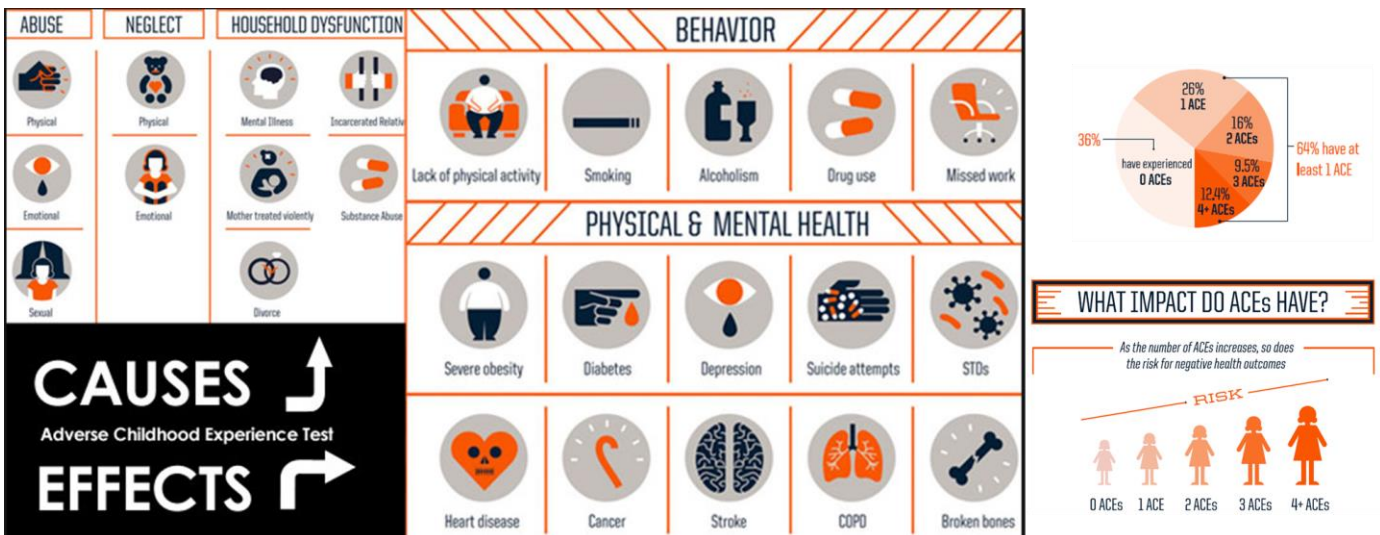 ABUSE
NEGLECT
HOUSEHOLD DYSFUNCTION
Physical
Physical
Mental Illness
Incarcerated Relativ
Emotional
Emotional
Mother treated violently
Substance Abuse
Sexual
Divorce
CAUSES
Adverse Childhood Experience Test
EFFECTS
BEHAVIOR
Lack of physical activity
Smoking
Alcoholism
Drug use
Missed work
PHYSICAL & MENTAL HEALTH
Severe obesity
Diabetes
Depression
Suicide attempts
STDs
Heart disease
Cancer
Stroke
COPD
Broken bones
26%
1 ACE
16%
2 ACEs
9.5%
3 ACEs
12.4%
4+ ACEs
36%
have experienced
0 ACEs
64% have at
least 1 ACE
WHAT IMPACT DO ACEs HAVE?
As the number of ACEs increases, so does
the risk for negative health outcomes
RISK
0 ACEs
1 ACE
2 ACEs
3 ACEs
4+ ACEs